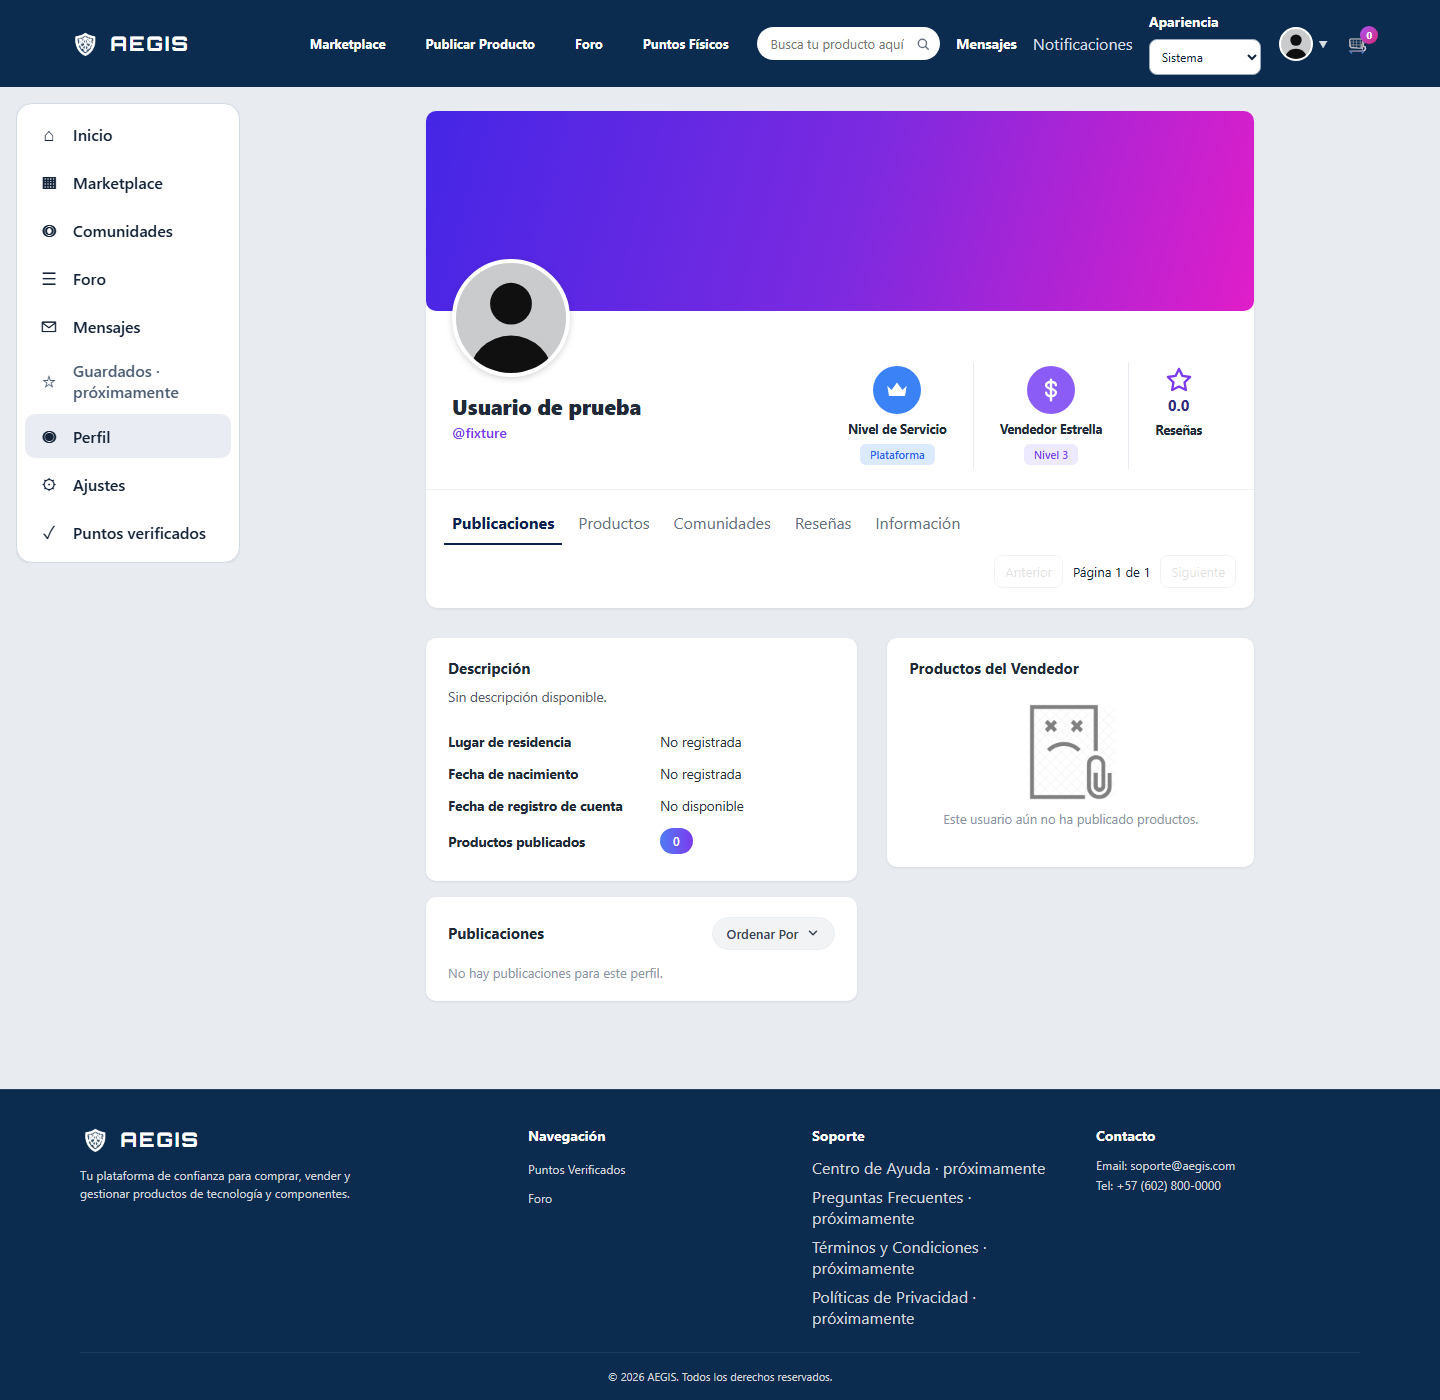 AEGIS
Marketplace
Publicar Producto
Foro
Puntos Físicos
Busca tu producto aquí
Mensajes
Notificaciones
Apariencia
Sistema
0
Inicio
Marketplace
Comunidades
Foro
Mensajes
Guardados ·
próximamente
Perfil
Ajustes
Puntos verificados
Usuario de prueba
@fixture
Nivel de Servicio
Plataforma
Vendedor Estrella
Nivel 3
0.0
Reseñas
Publicaciones
Productos
Comunidades
Reseñas
Información
Anterior
Página 1 de 1
Siguiente
Descripción
Sin descripción disponible.
Lugar de residencia
No registrada
Fecha de nacimiento
No registrada
Fecha de registro de cuenta
No disponible
Productos publicados
0
Productos del Vendedor
Este usuario aún no ha publicado productos.
Publicaciones
Ordenar Por
No hay publicaciones para este perfil.
AEGIS
Tu plataforma de confianza para comprar, vender y
gestionar productos de tecnología y componentes.
Navegación
Puntos Verificados
Foro
Soporte
Centro de Ayuda · próximamente
Preguntas Frecuentes ·
próximamente
Términos y Condiciones ·
próximamente
Políticas de Privacidad ·
próximamente
Contacto
Email: soporte@aegis.com
Tel: +57 (602) 800-0000
© 2026 AEGIS. Todos los derechos reservados.